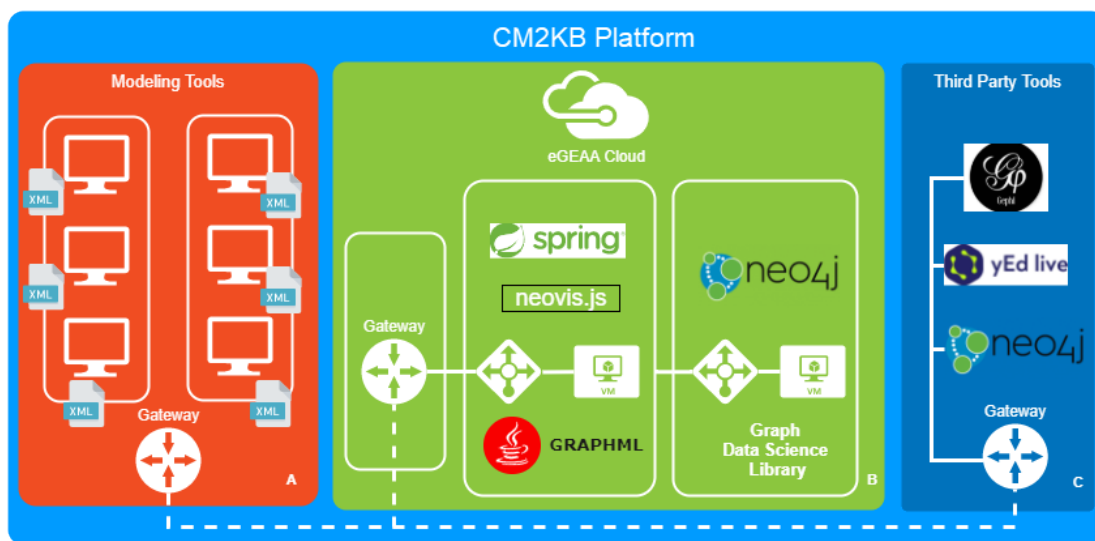 CM2KB Platform
Modeling Tools
XML
XML
XML
XML
XML
XML
Gateway
A
eGEAA Cloud
Gateway
spring
neovis.js
VM
GRAPHML
neo4j
VM
Graph
Data Science
Library
B
Third Party Tools
Gephi
yEd live
neo4j
Gateway
C